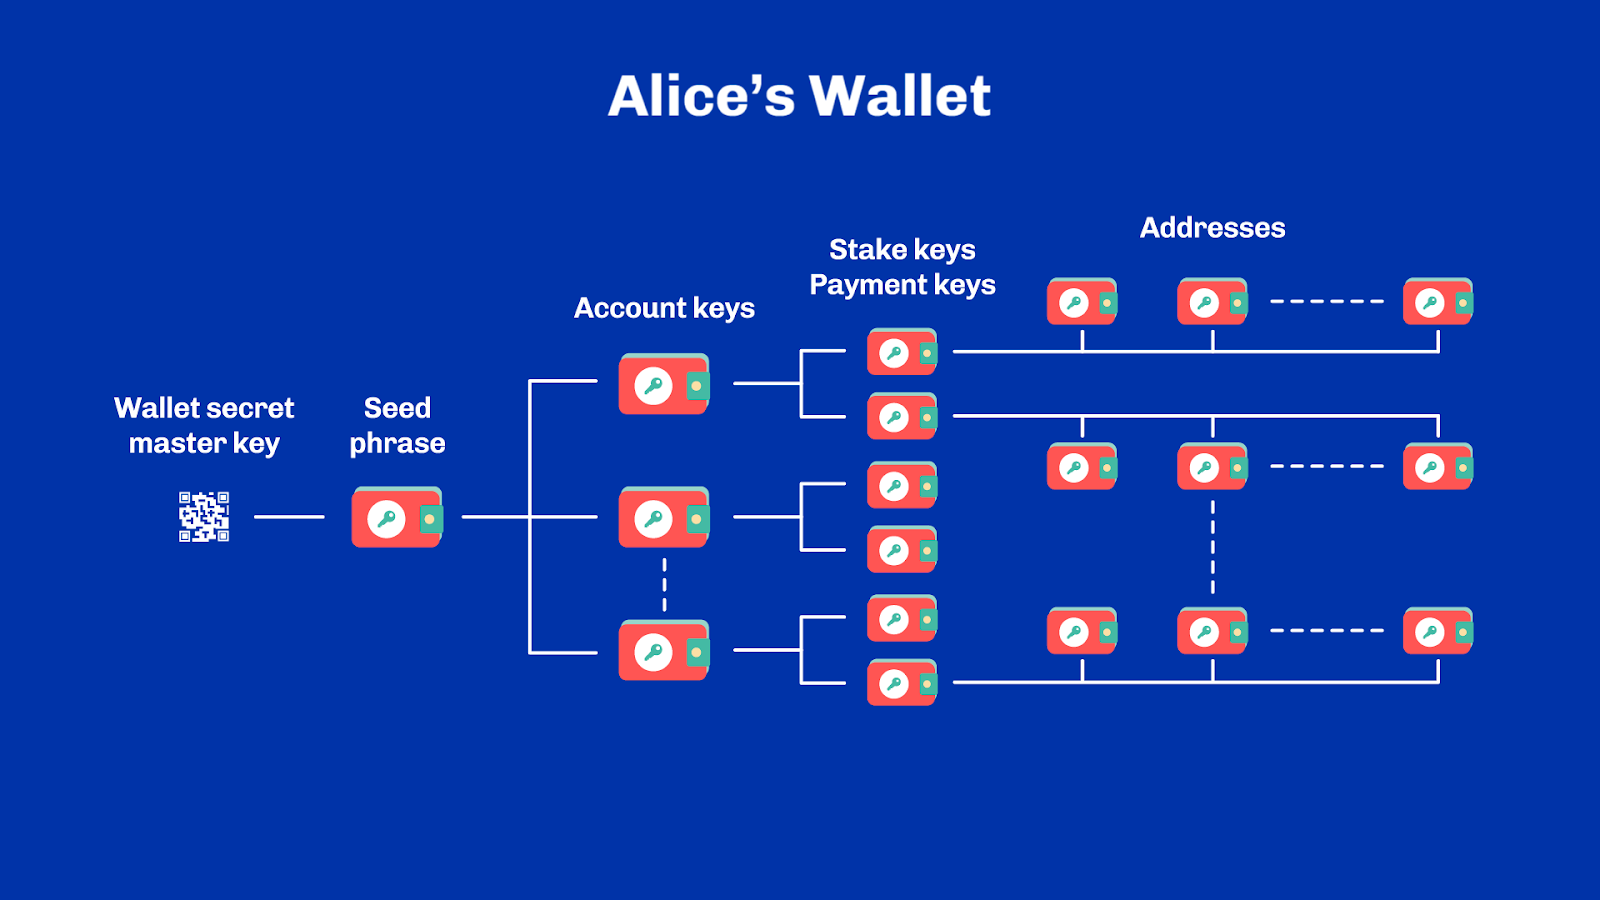 Alice’s Wallet
Wallet secret
master key
Seed
phrase
Account keys
Stake keys
Payment keys
Addresses